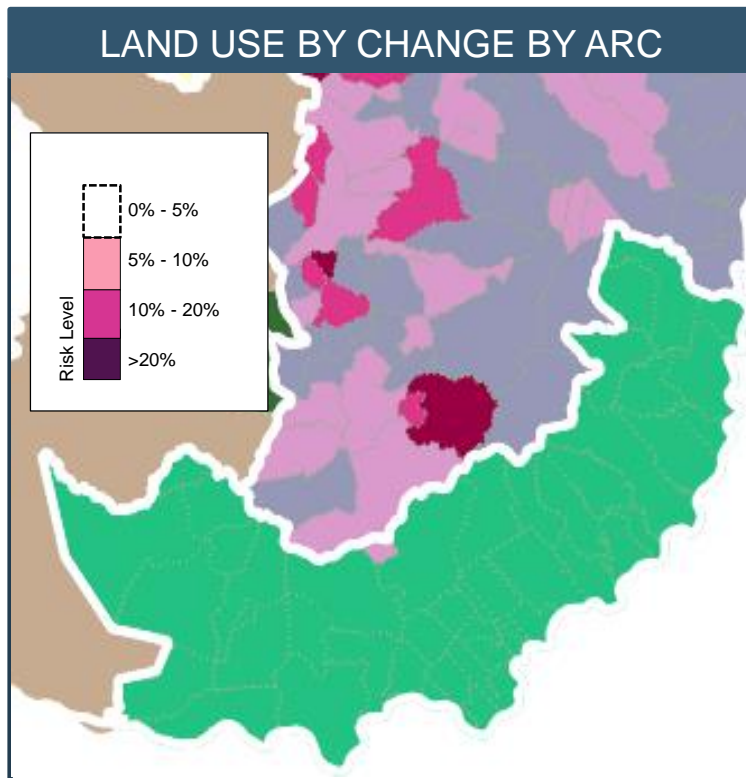 LAND USE BY CHANGE BY ARC
0% - 5%
5% - 10%
10% - 20%
>20%
Risk Level